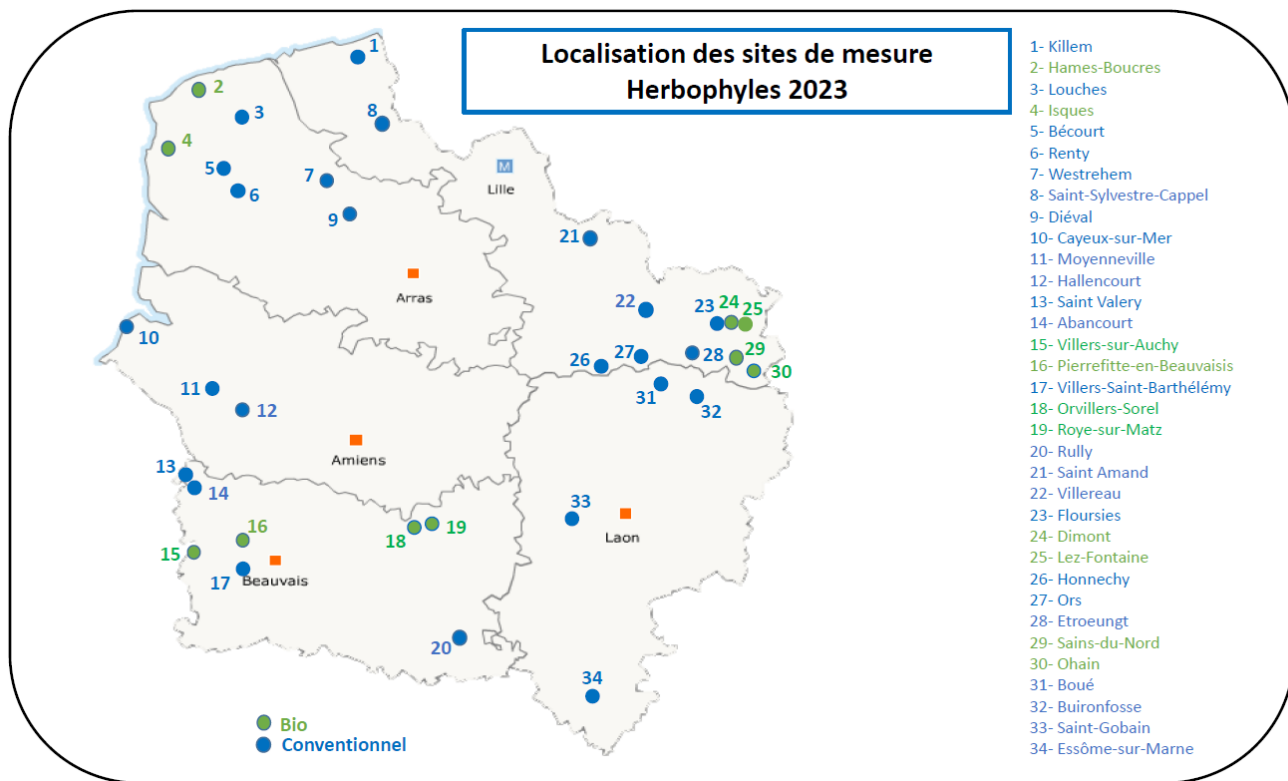 Localisation des sites de mesure
Herbophyles 2023
1
2
3
4
5
6
7
8
9
M
Lille
21
Arras
22
23
24
25
10
26
27
28
29
30
11
12
31
32
Amiens
13
14
33
Laon
15
16
17
18
19
Beauvais
20
34
Bio
Conventionnel
1- Killem
2- Hames-Boucres
3- Louches
4- Isques
5- Bécourt
6- Renty
7- Westrehem
8- Saint-Sylvestre-Cappel
9- Diéval
10- Cayeux-sur-Mer
11- Moyenneville
12- Hallencourt
13- Saint Valery
14- Abancourt
15- Villers-sur-Auchy
16- Pierrefitte-en-Beauvaisis
17- Villers-Saint-Barthélémy
18- Orvillers-Sorel
19- Roye-sur-Matz
20- Rully
21- Saint Amand
22- Villereau
23- Floursies
24- Dimont
25- Lez-Fontaine
26- Honnechy
27- Ors
28- Etroeungt
29- Sains-du-Nord
30- Ohain
31- Boué
32- Buironfosse
33- Saint-Gobain
34- Essôme-sur-Marne